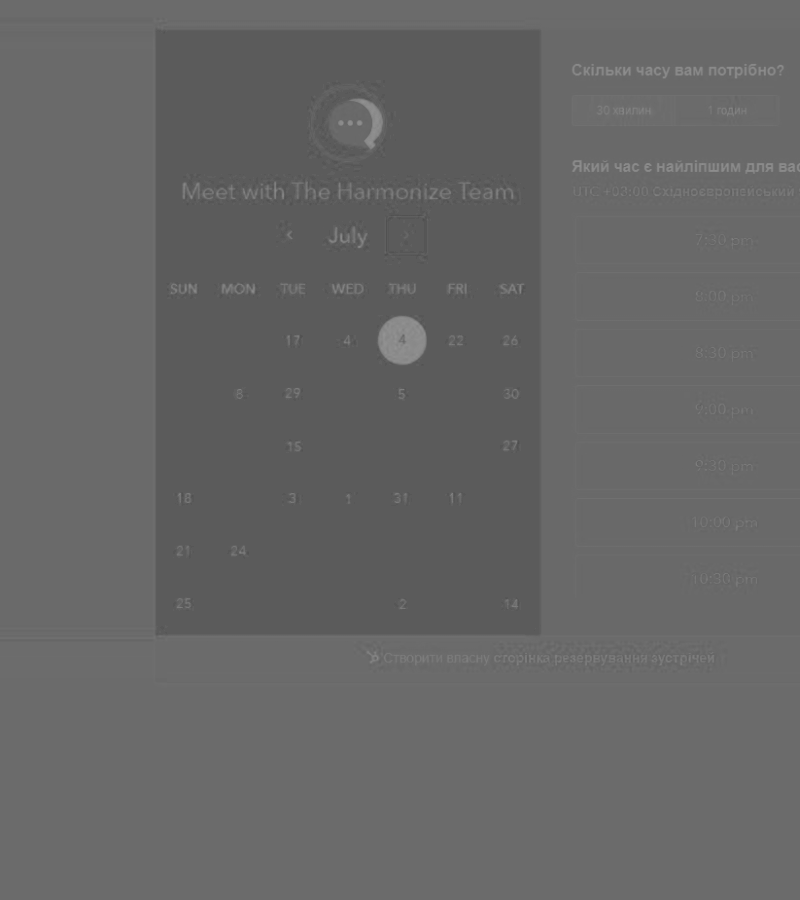 Meet with The Harmonize Team
July
SUN MON TUE WED THU FRI SAT
17 4 4 22 26
8 29 5 30
15 27
18 3 1 31 11
21 24
25 2 14
Скільки часу вам потрібно?
30 хвилин 1 годин
Який час є найліпшим для вас
UTC +03:00 Східноєвропейський
7:30 pm
8:00 pm
8:30 pm
9:00 pm
9:30 pm
10:00 pm
10:30 pm
Створити власну сторінка резервування зустрічей